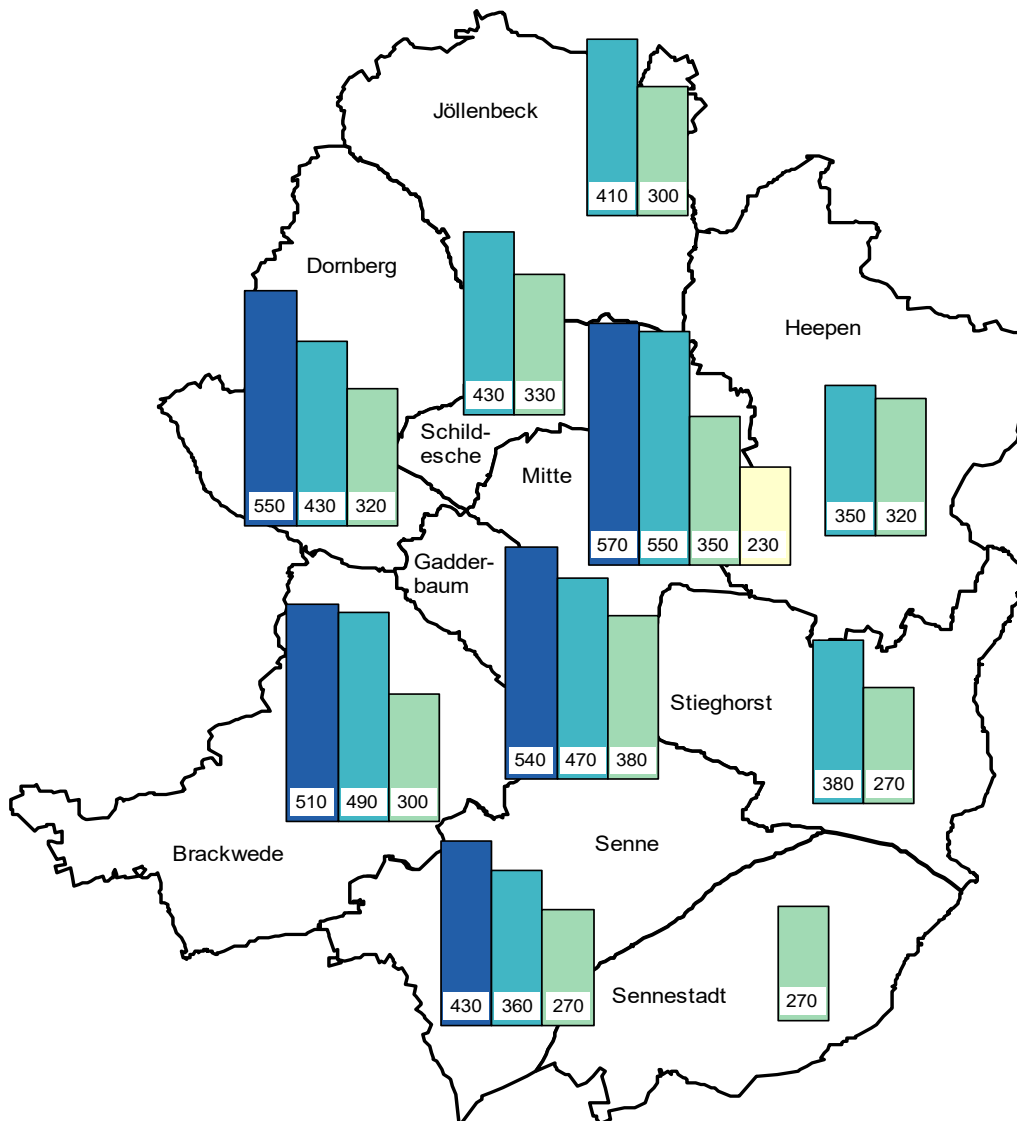 Jöllenbeck
410 300
Dornberg
Heepen
430 330
350 320
Schild-
esche
Mitte
550 430 320
570 550 350 230
Gadder-
baum
Stieghorst
540 470 380
380 270
510 490 300
Brackwede
Senne
Sennestadt
270
430 360 270